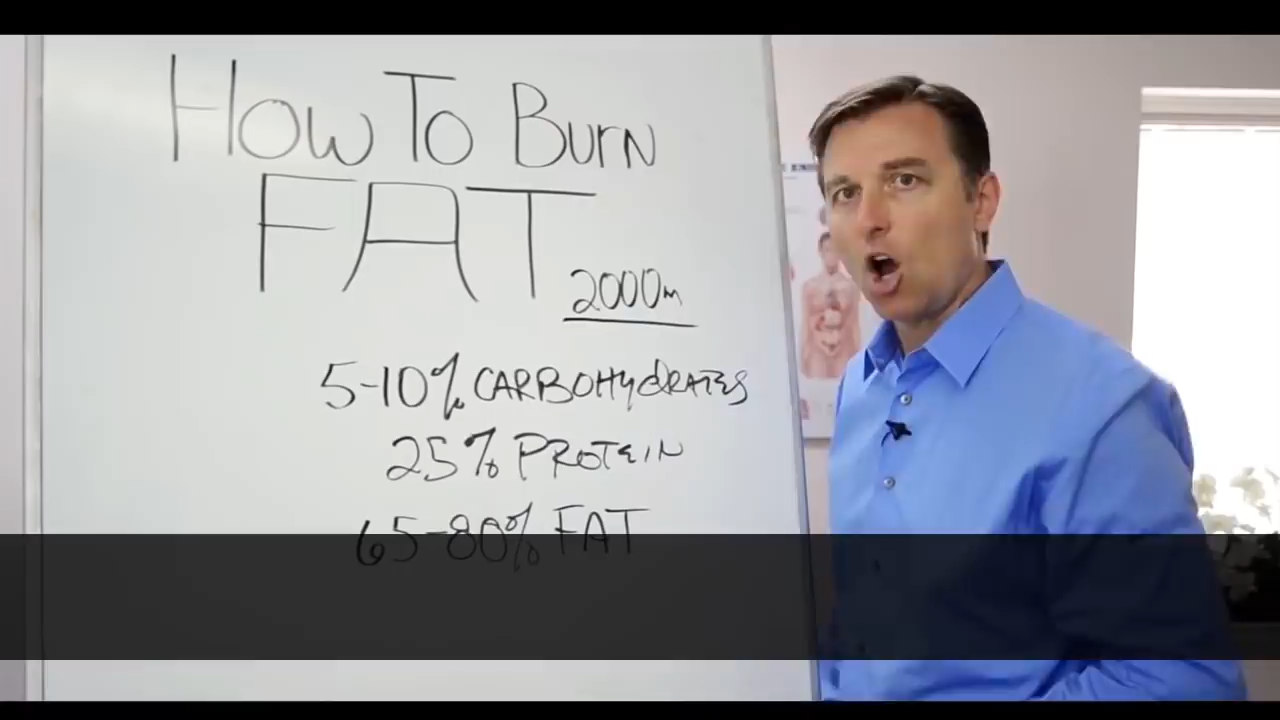 How To Burn
FAT
2000m
5-10% CARBOHYDRATES
25% PROTEIN
65-80% FAT